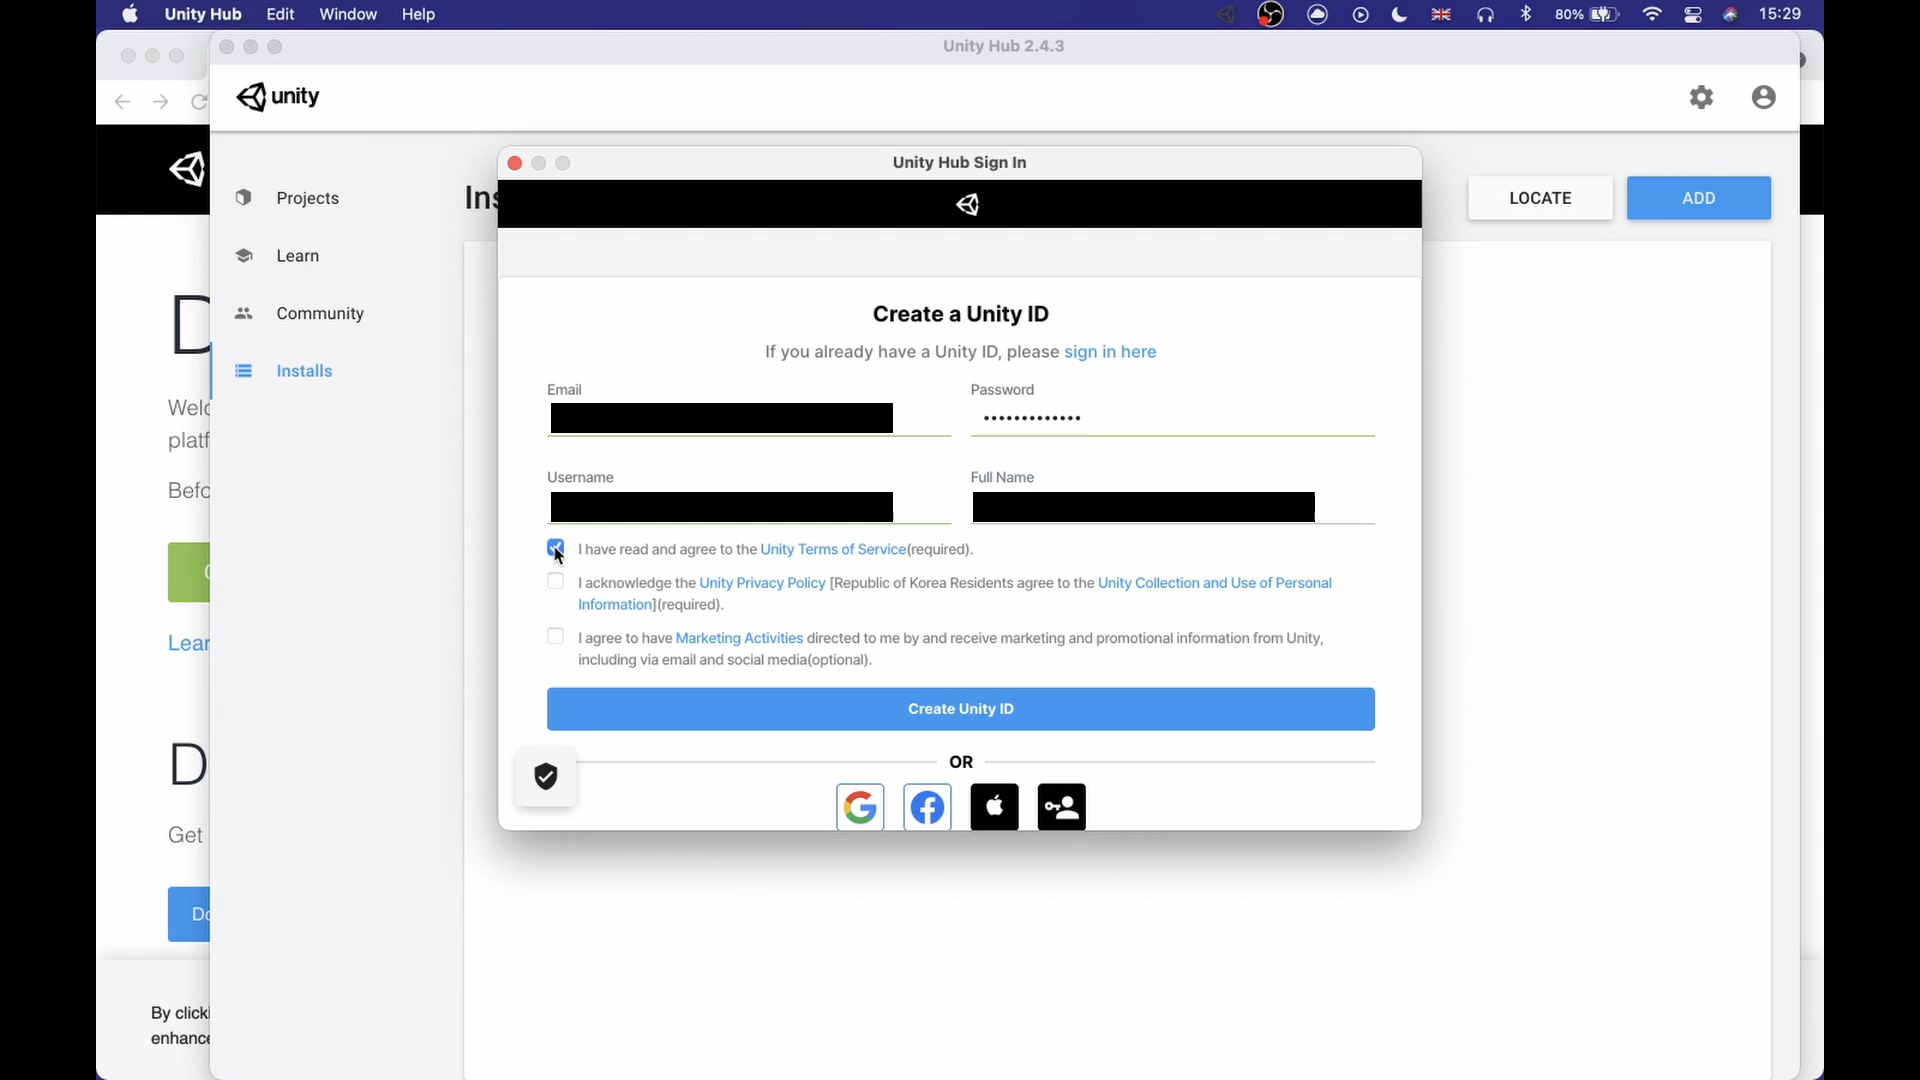 Unity Hub Edit Window Help
80% 15:29
Unity Hub 2.4.3
unity
Projects
Learn
Community
Installs
LOCATE
ADD
Unity Hub Sign In
Create a Unity ID
If you already have a Unity ID, please sign in here
Email
Password
•••••••••••••
Username
Full Name
I have read and agree to the Unity Terms of Service(required).
I acknowledge the Unity Privacy Policy [Republic of Korea Residents agree to the Unity Collection and Use of Personal
Information](required).
I agree to have Marketing Activities directed to me by and receive marketing and promotional information from Unity,
including via email and social media(optional).
Create Unity ID
OR
D
D
Get
By